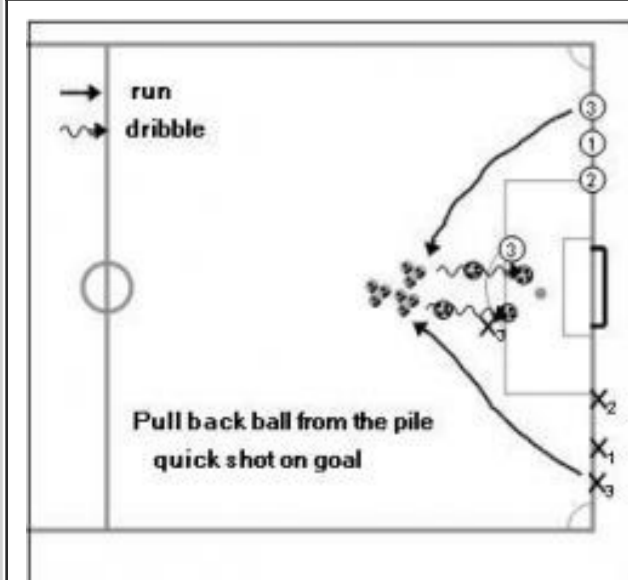 run
③
dribble
①
②
③
Pull back ball from the pile
X2
quick shot on goal
X1
X3